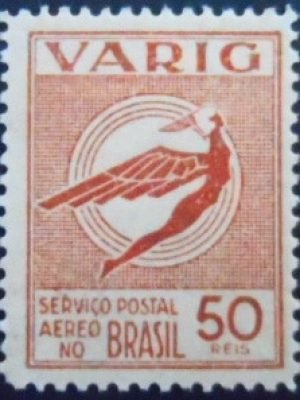 VARIG
SERVIÇO POSTAL
AEREO
NO BRASIL 50
REIS